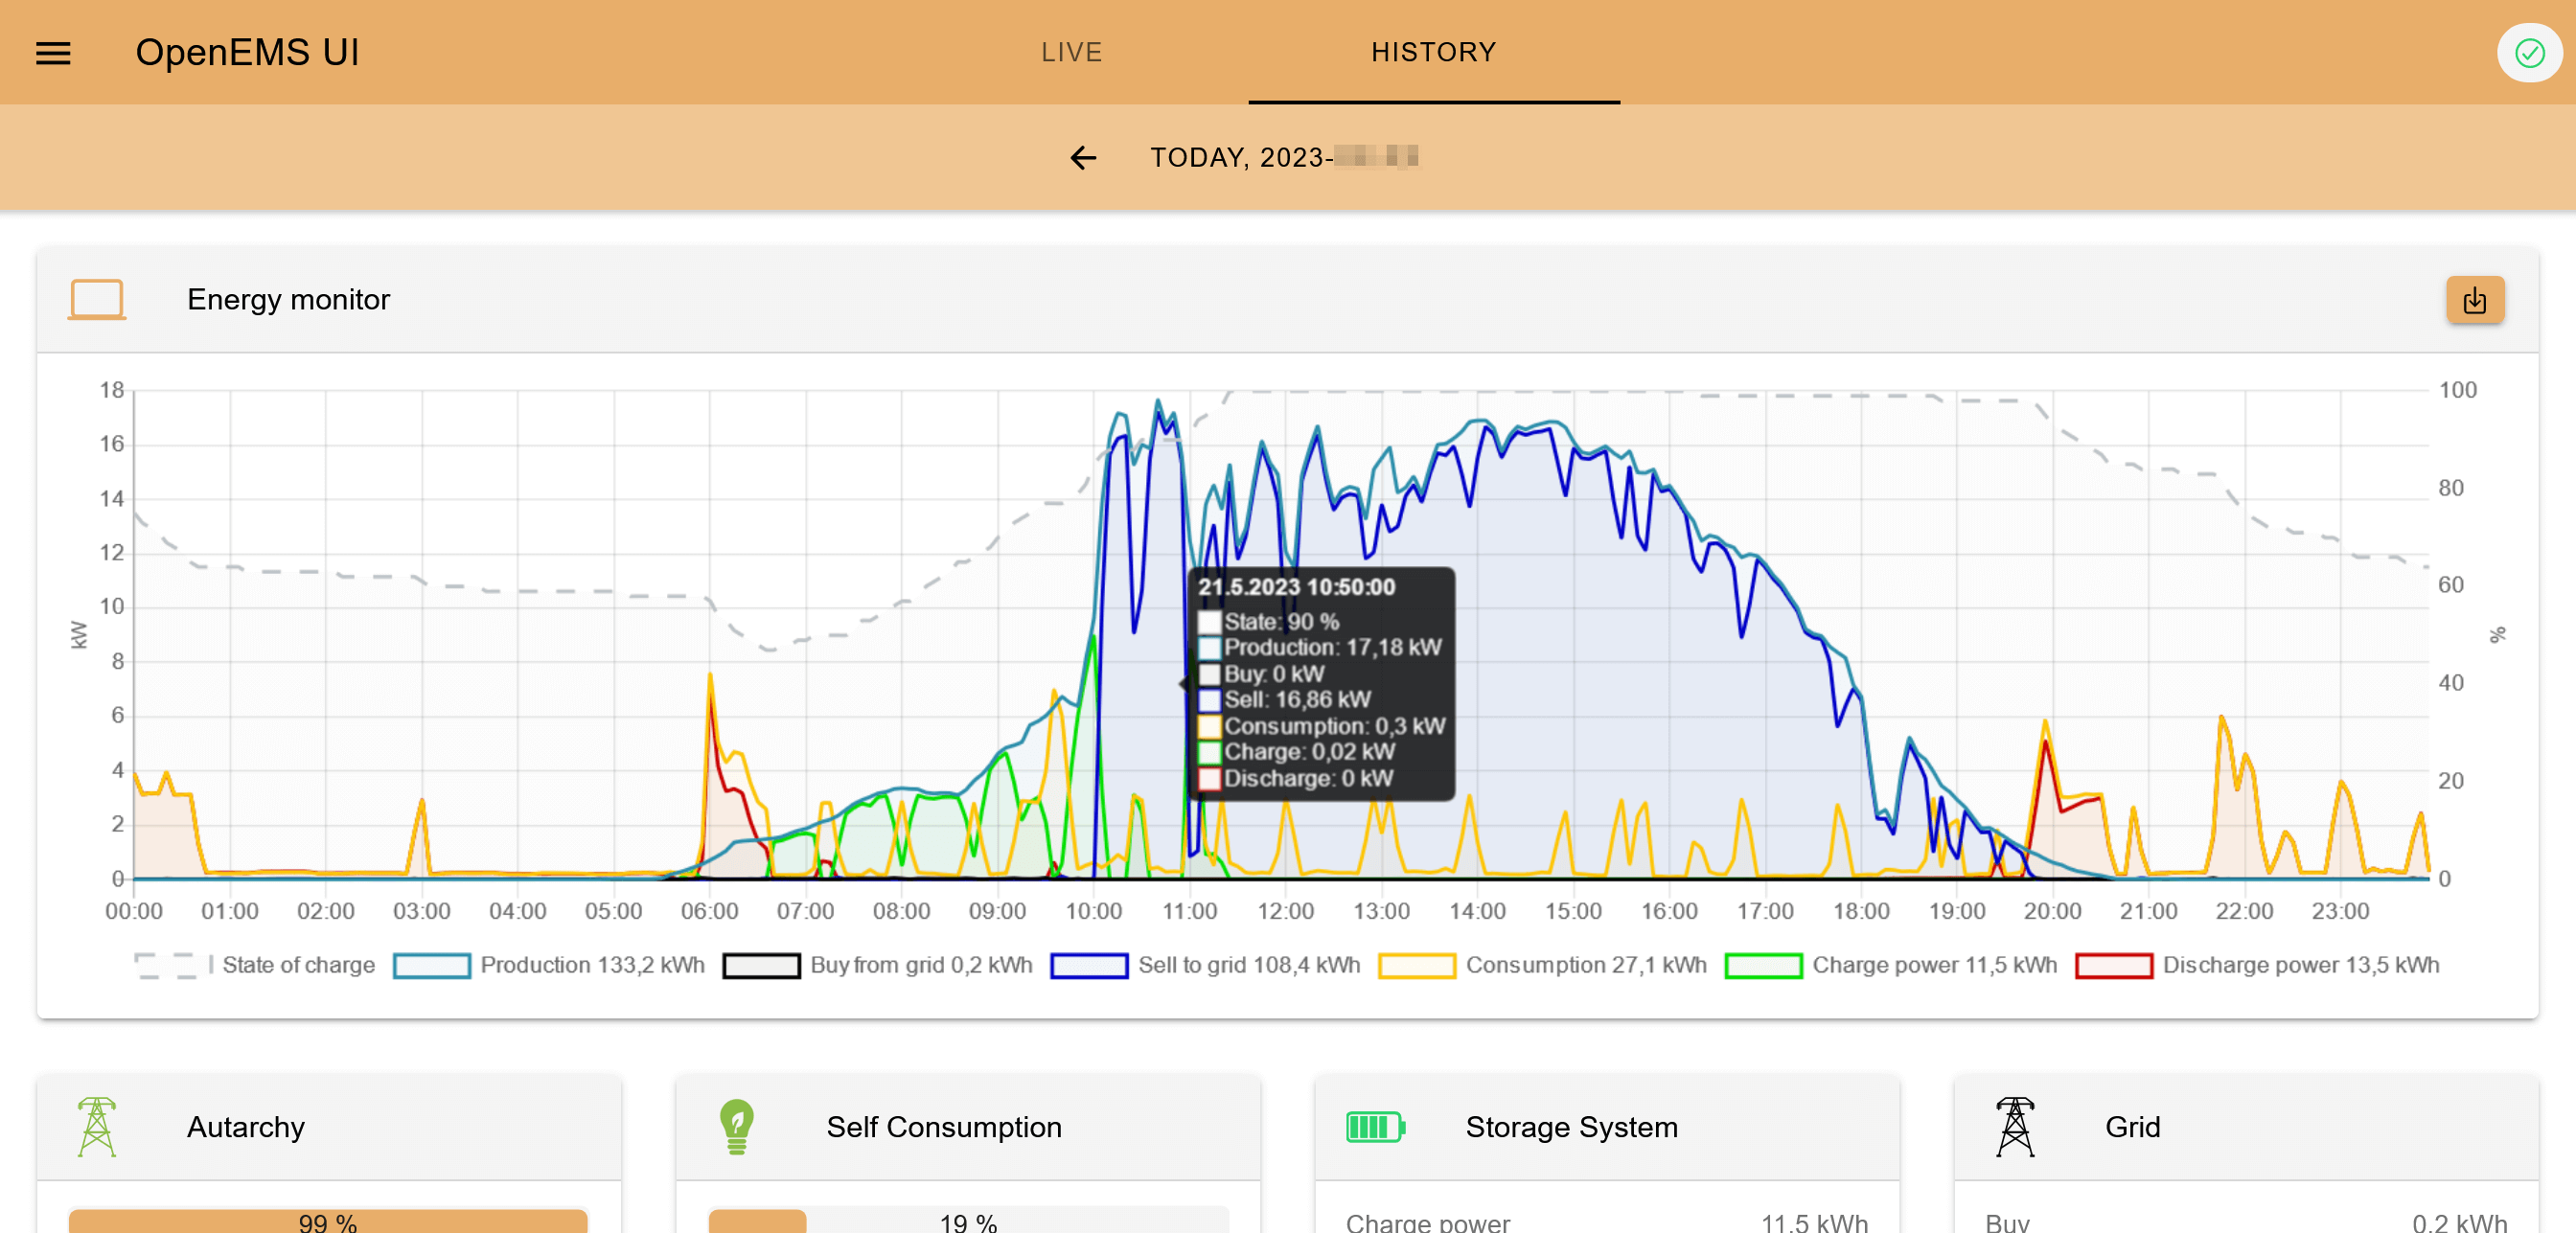 OpenEMS UI
LIVE
HISTORY
TODAY, 2023-
Energy monitor
18
16
14
12
10
8
6
4
2
0
kW
100
80
60
40
20
0
%
21.5.2023 10:50:00
State: 90 %
Production: 17,18 kW
Buy: 0 kW
Sell: 16,86 kW
Consumption: 0,3 kW
Charge: 0,02 kW
Discharge: 0 kW
00:00 01:00 02:00 03:00 04:00 05:00 06:00 07:00 08:00 09:00 10:00 11:00 12:00 13:00 14:00 15:00 16:00 17:00 18:00 19:00 20:00 21:00 22:00 23:00
State of charge Production 133,2 kWh Buy from grid 0,2 kWh Sell to grid 108,4 kWh Consumption 27,1 kWh Charge power 11,5 kWh Discharge power 13,5 kWh
Autarchy
99 %
Self Consumption
19 %
Storage System
Charge power 11.5 kWh
Grid
Buy 0.2 kWh